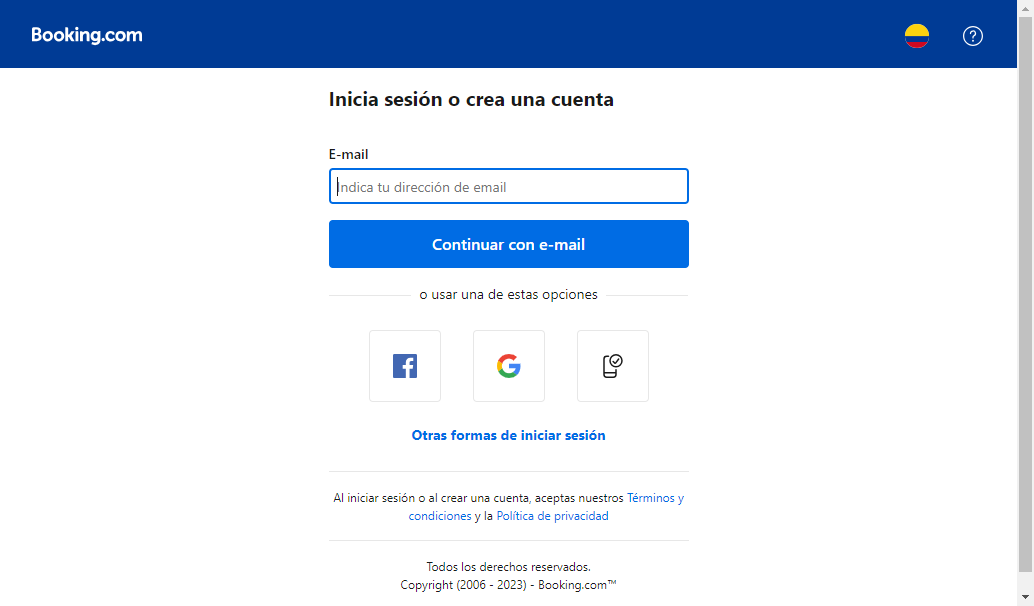 Booking.com
Inicia sesión o crea una cuenta
E-mail
Indica tu dirección de email
Continuar con e-mail
o usar una de estas opciones
Otras formas de iniciar sesión
Al iniciar sesión o al crear una cuenta, aceptas nuestros Términos y
condiciones y la Política de privacidad
Todos los derechos reservados.
Copyright (2006 - 2023) - Booking.com™